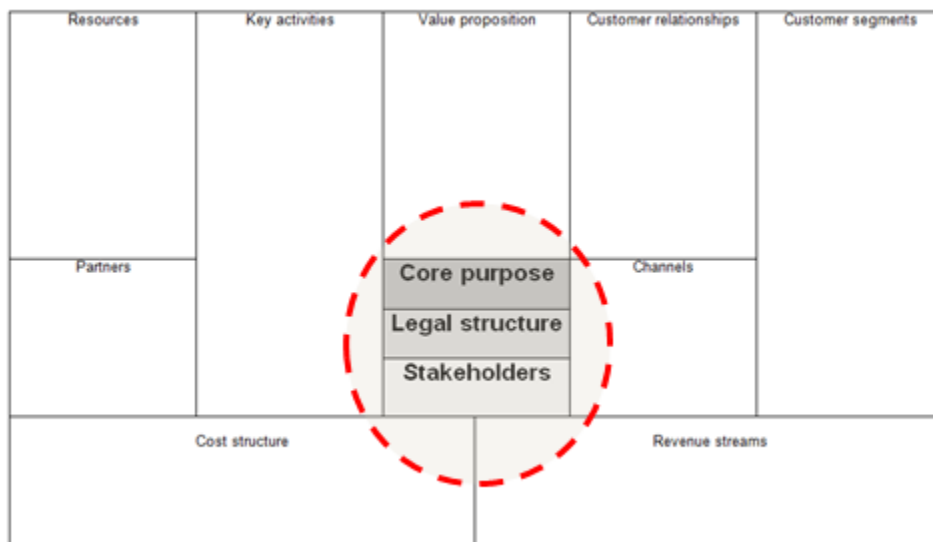 Resources
Key activities
Value proposition
Customer relationships
Customer segments
Partners
Core purpose
Channels
Legal structure
Stakeholders
Cost structure
Revenue streams